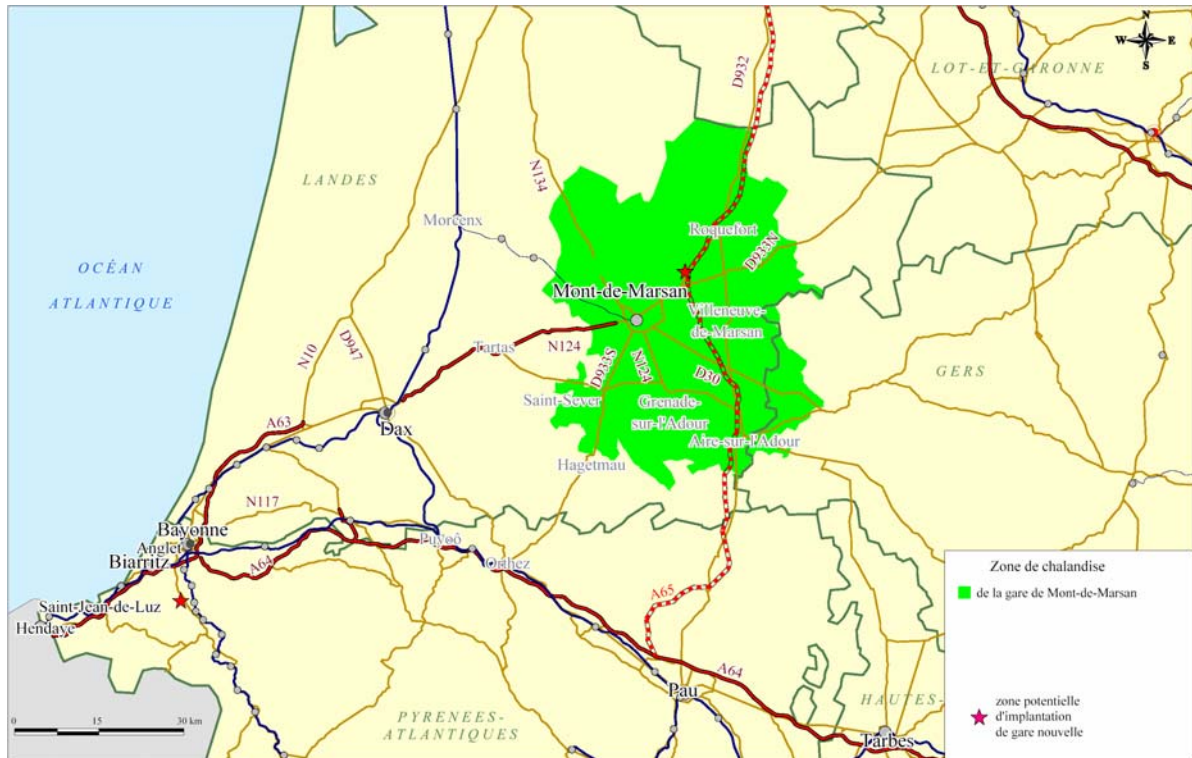 N
W E
S
LOT-ET-GARONNE
D932
LANDES
N134
Morcenx
Roquefort
D933N
OCÉAN
ATLANTIQUE
Mont-de-Marsan
Villeneuve-
de-Marsan
N10
D947
Tartas
N124
D933S
N124
D30
GERS
Saint-Sever
Grenade-
sur-l'Adour
A63
Dax
Aire-sur-l'Adour
Hagetmau
N117
Bayonne
Anglet
Biarritz
A64
Puyoô
Orthez
Zone de chalandise
de la gare de Mont-de-Marsan
A65
Saint-Jean-de-Luz
Hendaye
A64
Pau
0 15 30 km
PYRENEES-
ATLANTIQUES
HAUTES-
Tarbes
zone potentielle
d'implantation
de gare nouvelle